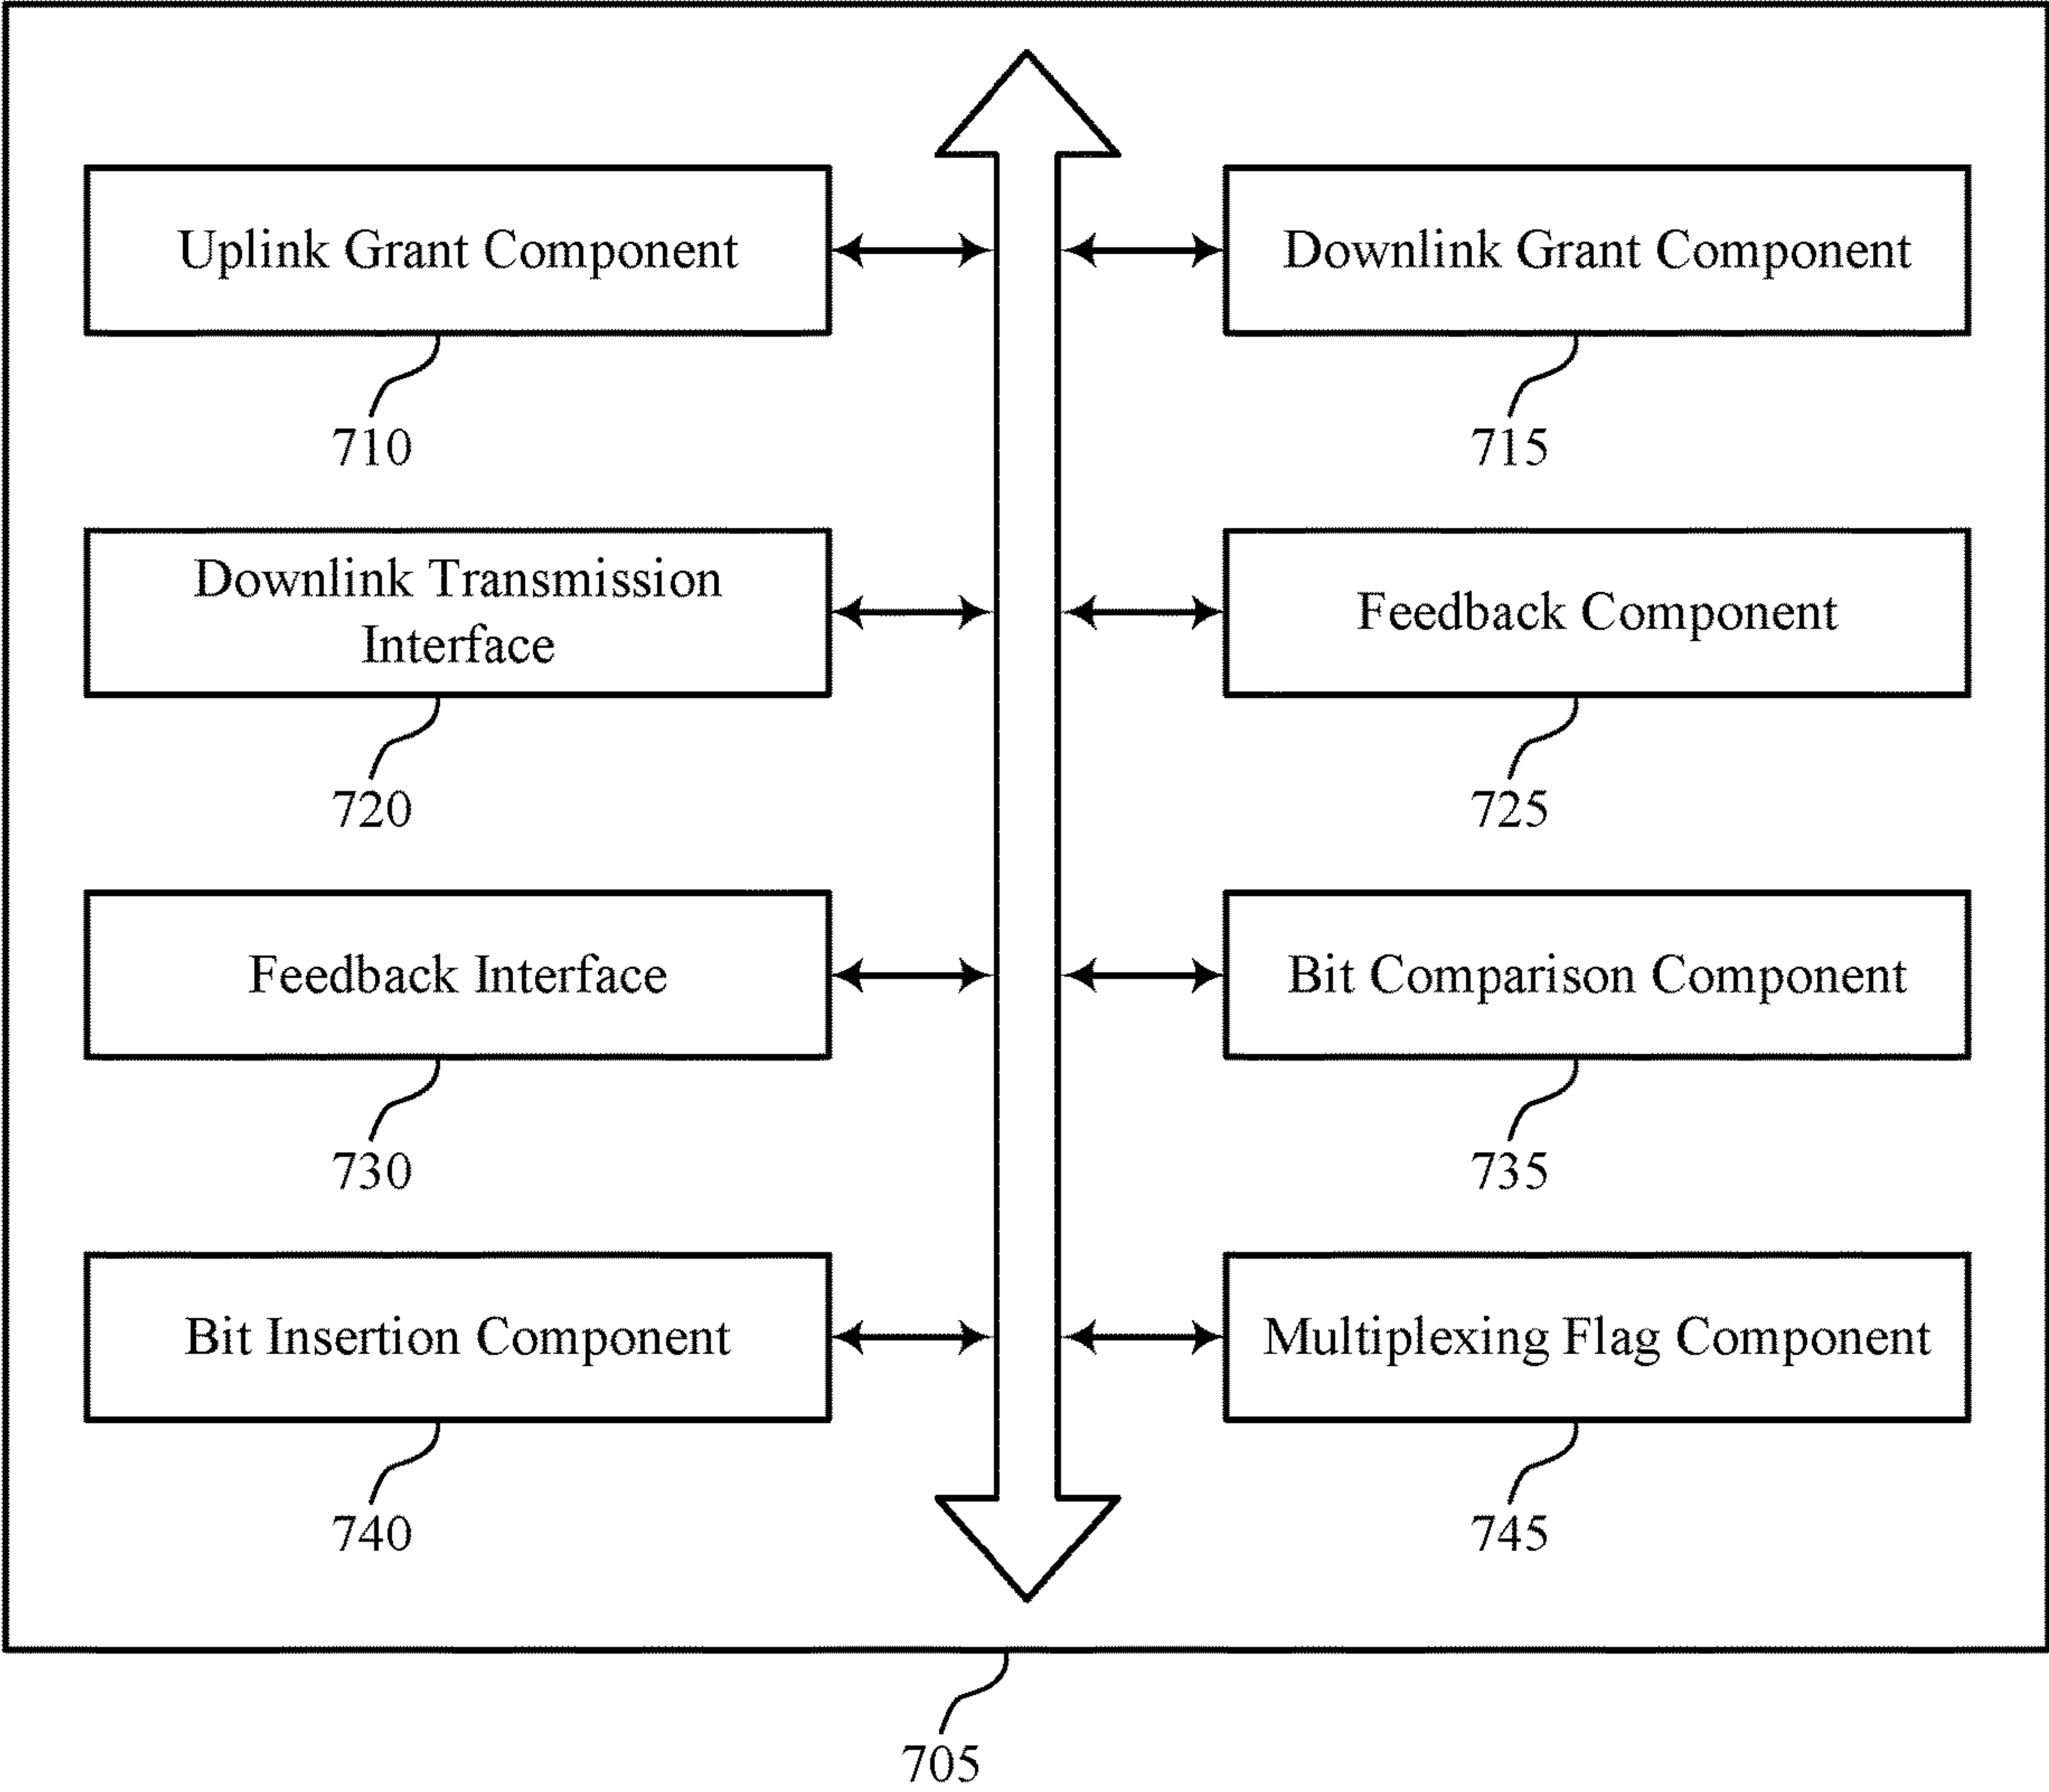 Uplink Grant Component
Downlink Grant Component
710
715
Downlink Transmission
Interface
Feedback Component
720
725
Feedback Interface
Bit Comparison Component
730
735
Bit Insertion Component
Multiplexing Flag Component
740
745
705